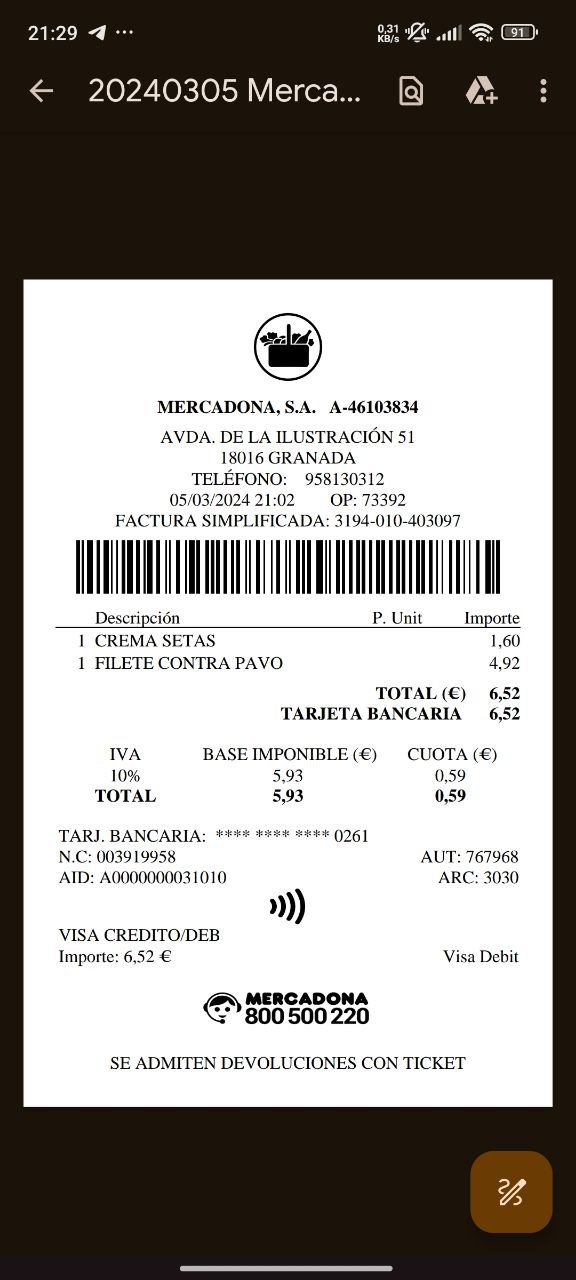 21:29 ... 0,31 KB/s 91
20240305 Merca...
MERCADONA, S.A. A-46103834
AVDA. DE LA ILUSTRACIÓN 51
18016 GRANADA
TELÉFONO: 958130312
05/03/2024 21:02 OP: 73392
FACTURA SIMPLIFICADA: 3194-010-403097
Descripción P. Unit Importe
1 CREMA SETAS 1,60
1 FILETE CONTRA PAVO 4,92
TOTAL (€) 6,52
TARJETA BANCARIA 6,52
IVA BASE IMPONIBLE (€) CUOTA (€)
10% 5,93 0,59
TOTAL 5,93 0,59
TARJ. BANCARIA: **** **** **** 0261
N.C: 003919958 AUT: 767968
AID: A0000000031010 ARC: 3030
VISA CREDITO/DEB
Importe: 6,52 € Visa Debit
MERCADONA
800 500 220
SE ADMITEN DEVOLUCIONES CON TICKET